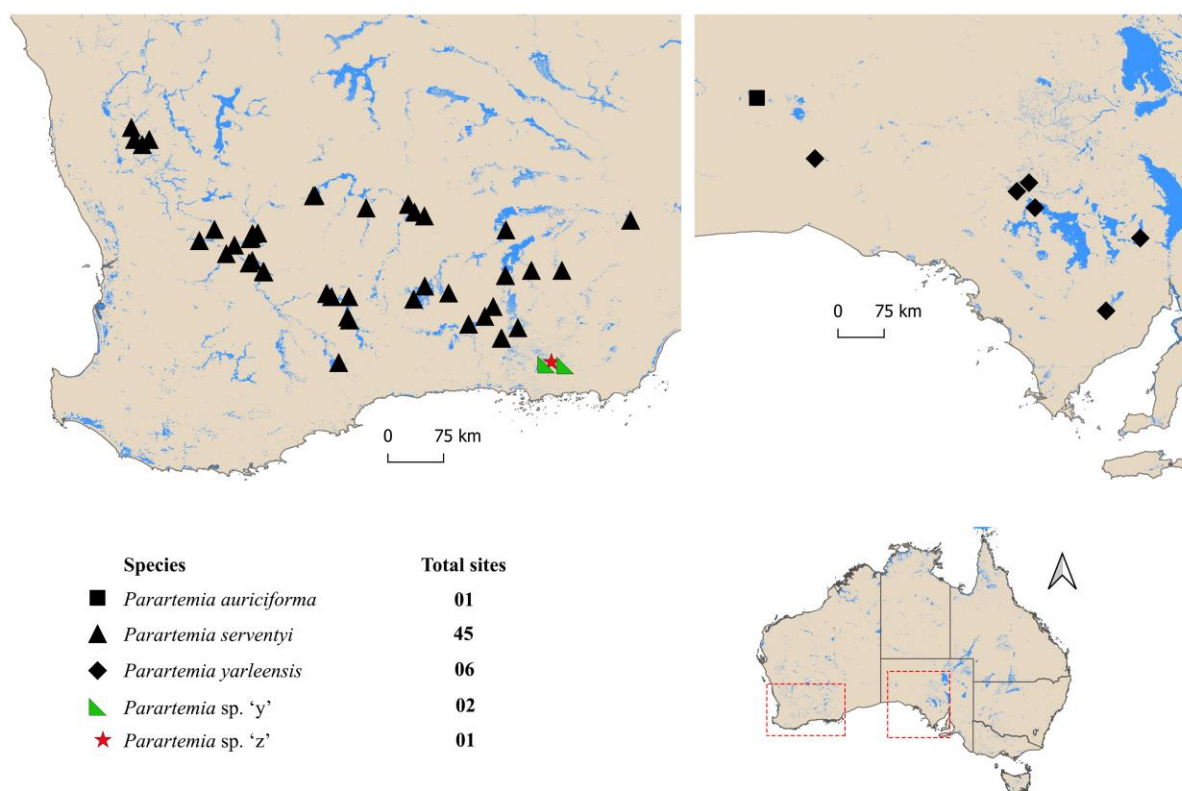 0 75 km
0 75 km
Species Total sites
Parartemia auriciforma 01
Parartemia serventyi 45
Parartemia yarleensis 06
Parartemia sp. ‘y’ 02
Parartemia sp. ‘z’ 01